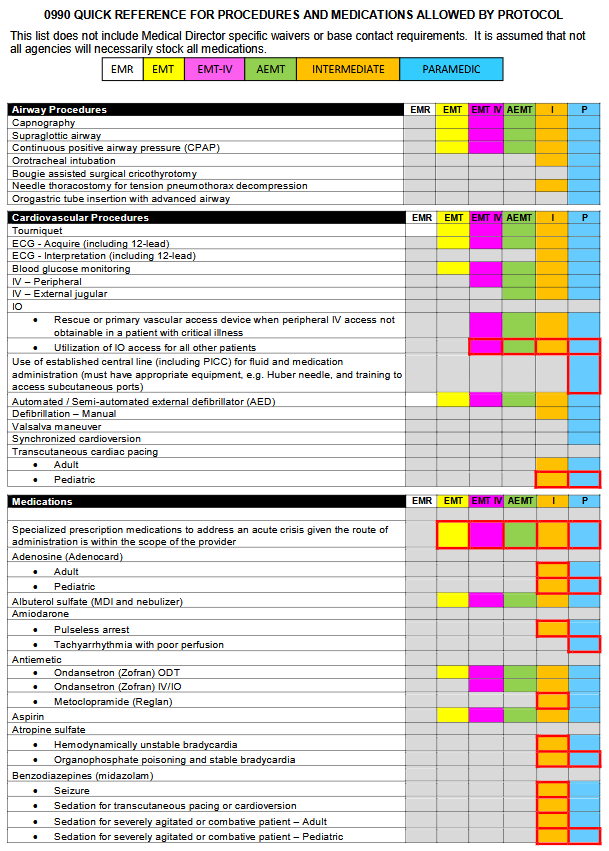 0990 QUICK REFERENCE FOR PROCEDURES AND MEDICATIONS ALLOWED BY PROTOCOL
This list does not include Medical Director specific waivers or base contact requirements. It is assumed that not
all agencies will necessarily stock all medications.
EMR EMT EMT-IV AEMT INTERMEDIATE PARAMEDIC
Airway Procedures EMR EMT EMT IV AEMT I P
Capnography
Supraglottic airway
Continuous positive airway pressure (CPAP)
Orotracheal intubation
Bougie assisted surgical cricothyrotomy
Needle thoracostomy for tension pneumothorax decompression
Orogastric tube insertion with advanced airway
Cardiovascular Procedures EMR EMT EMT IV AEMT I P
Tourniquet
ECG - Acquire (including 12-lead)
ECG - Interpretation (including 12-lead)
Blood glucose monitoring
IV – Peripheral
IV – External jugular
IO
• Rescue or primary vascular access device when peripheral IV access not
obtainable in a patient with critical illness
• Utilization of IO access for all other patients
Use of established central line (including PICC) for fluid and medication
administration (must have appropriate equipment, e.g. Huber needle, and training to
access subcutaneous ports)
Automated / Semi-automated external defibrillator (AED)
Defibrillation – Manual
Valsalva maneuver
Synchronized cardioversion
Transcutaneous cardiac pacing
• Adult
• Pediatric
Medications EMR EMT EMT IV AEMT I P
Specialized prescription medications to address an acute crisis given the route of
administration is within the scope of the provider
Adenosine (Adenocard)
• Adult
• Pediatric
Albuterol sulfate (MDI and nebulizer)
Amiodarone
• Pulseless arrest
• Tachyarrhythmia with poor perfusion
Antiemetic
• Ondansetron (Zofran) ODT
• Ondansetron (Zofran) IV/IO
• Metoclopramide (Reglan)
Aspirin
Atropine sulfate
• Hemodynamically unstable bradycardia
• Organophosphate poisoning and stable bradycardia
Benzodiazepines (midazolam)
• Seizure
• Sedation for transcutaneous pacing or cardioversion
• Sedation for severely agitated or combative patient – Adult
• Sedation for severely agitated or combative patient – Pediatric